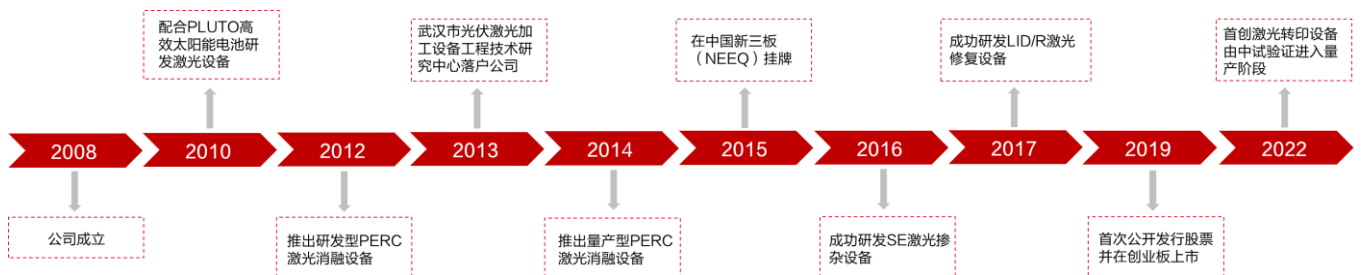 配合PLUTO高
效太阳能电池研
发激光设备
武汉市光伏激光加
工设备工程技术研
究中心落户公司
在中国新三板
（NEEQ）挂牌
成功研发LID/R激光
修复设备
首创激光转印设备
由中试验证进入量
产阶段
2008
2010
2012
2013
2014
2015
2016
2017
2019
2022
公司成立
推出研发型PERC
激光消融设备
推出量产型PERC
激光消融设备
成功研发SE激光掺
杂设备
首次公开发行股票
并在创业板上市